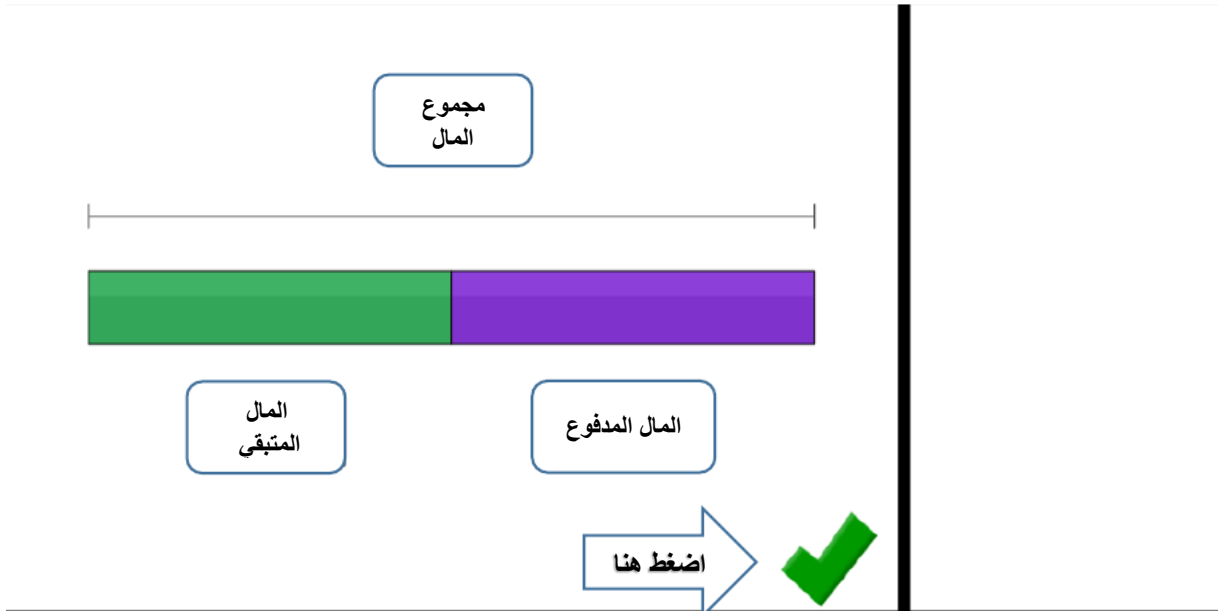 مجموع
المال
المال المدفوع
المال
المتبقي
اضغط هنا